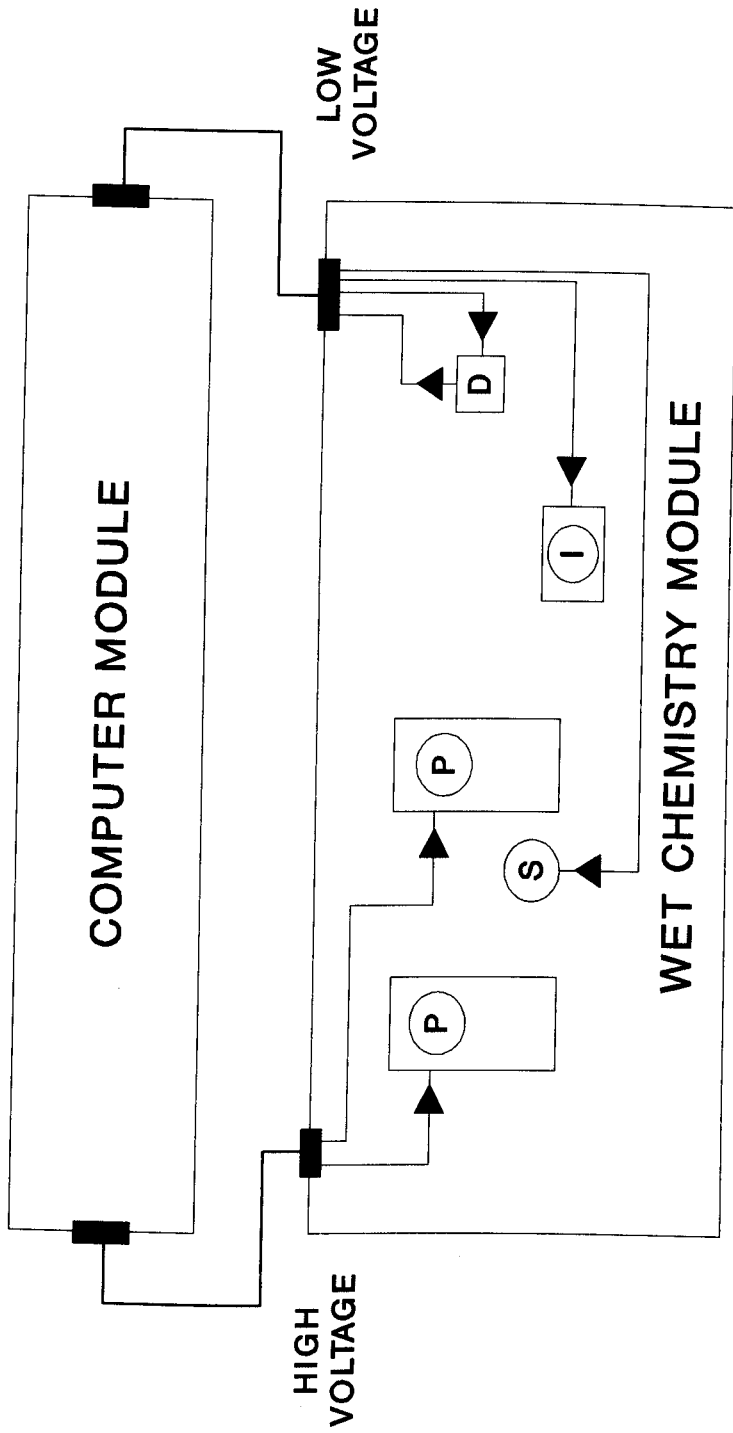 COMPUTER MODULE
HIGH
VOLTAGE
LOW
VOLTAGE
P
P
S
I
D
WET CHEMISTRY MODULE